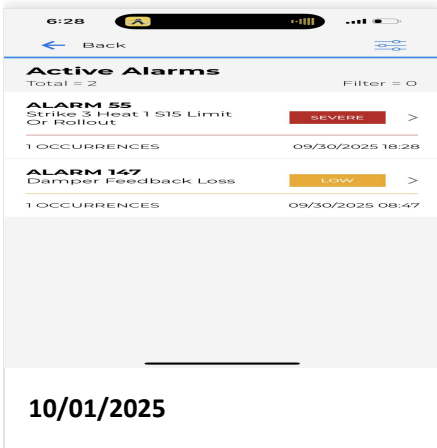 6:28
A
Back
Active Alarms
Total = 2 Filter = 0
ALARM 55
Strike 3 Heat 1 S15 Limit
Or Rollout
SEVERE >
1 OCCURRENCES 09/30/2025 18:28
ALARM 147
Damper Feedback Loss
LOW >
1 OCCURRENCES 09/30/2025 08:47
10/01/2025